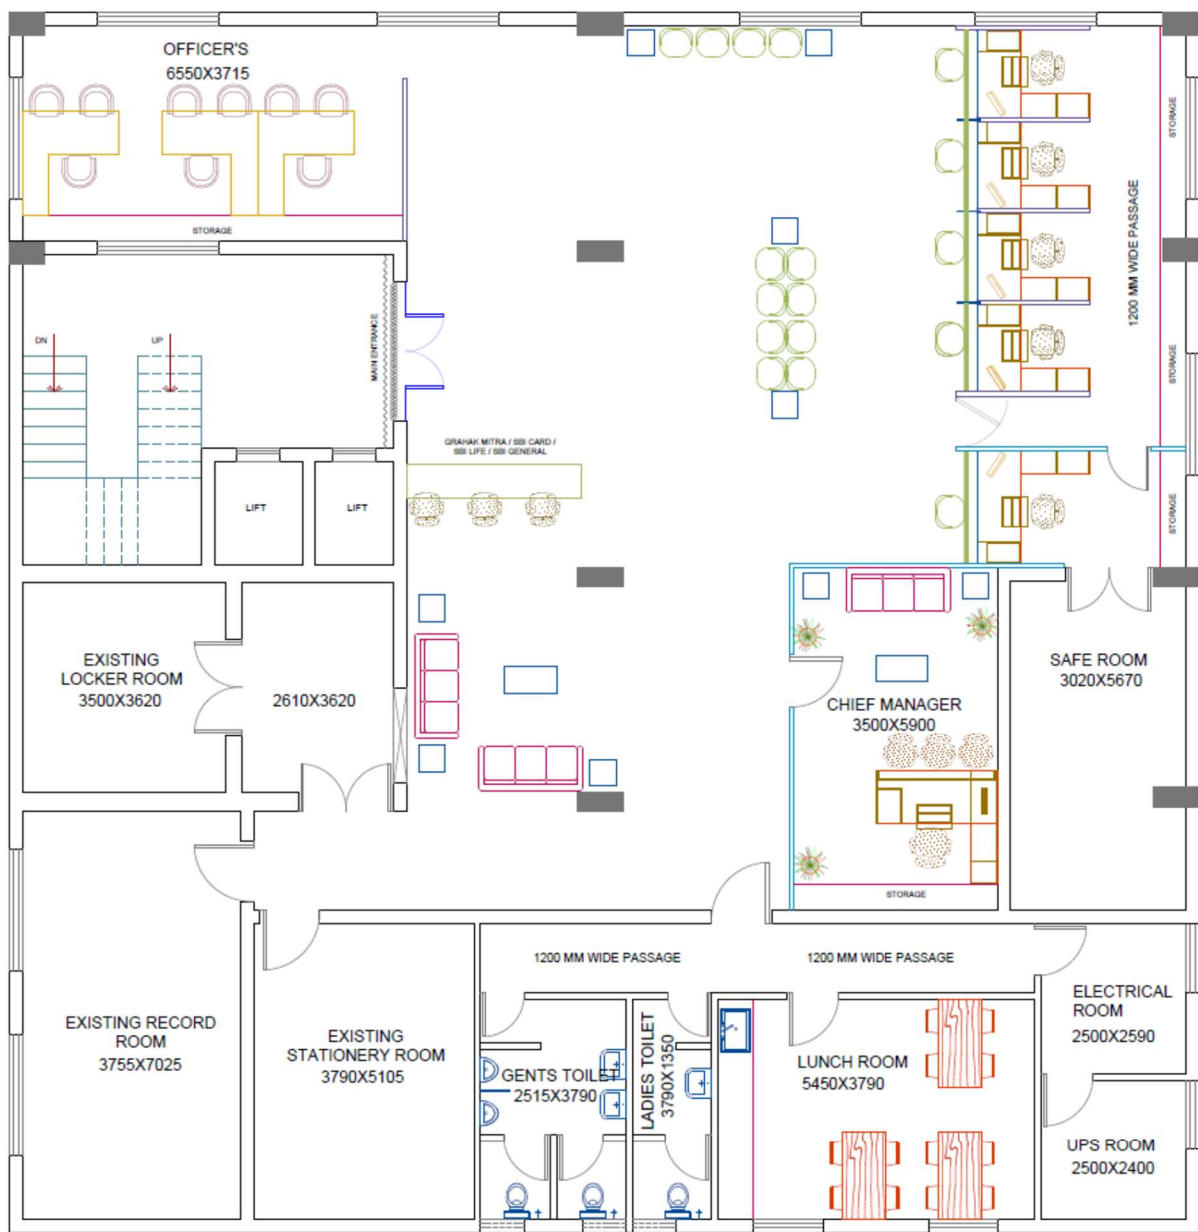 OFFICER'S
6550X3715
STORAGE
STORAGE
1200 MM WIDE PASSAGE
STORAGE
STORAGE
DN
UP
MAIN ENTRANCE
GRAHAK MITRA / SBI CARD /
SBI LIFE / SBI GENERAL
LIFT
LIFT
EXISTING
LOCKER ROOM
3500X3620
2610X3620
CHIEF MANAGER
3500X5900
STORAGE
SAFE ROOM
3020X5670
1200 MM WIDE PASSAGE
1200 MM WIDE PASSAGE
EXISTING RECORD
ROOM
3755X7025
EXISTING
STATIONERY ROOM
3790X5105
GENTS TOILET
2515X3790
LADIES TOILET
3790X1350
LUNCH ROOM
5450X3790
ELECTRICAL
ROOM
2500X2590
UPS ROOM
2500X2400